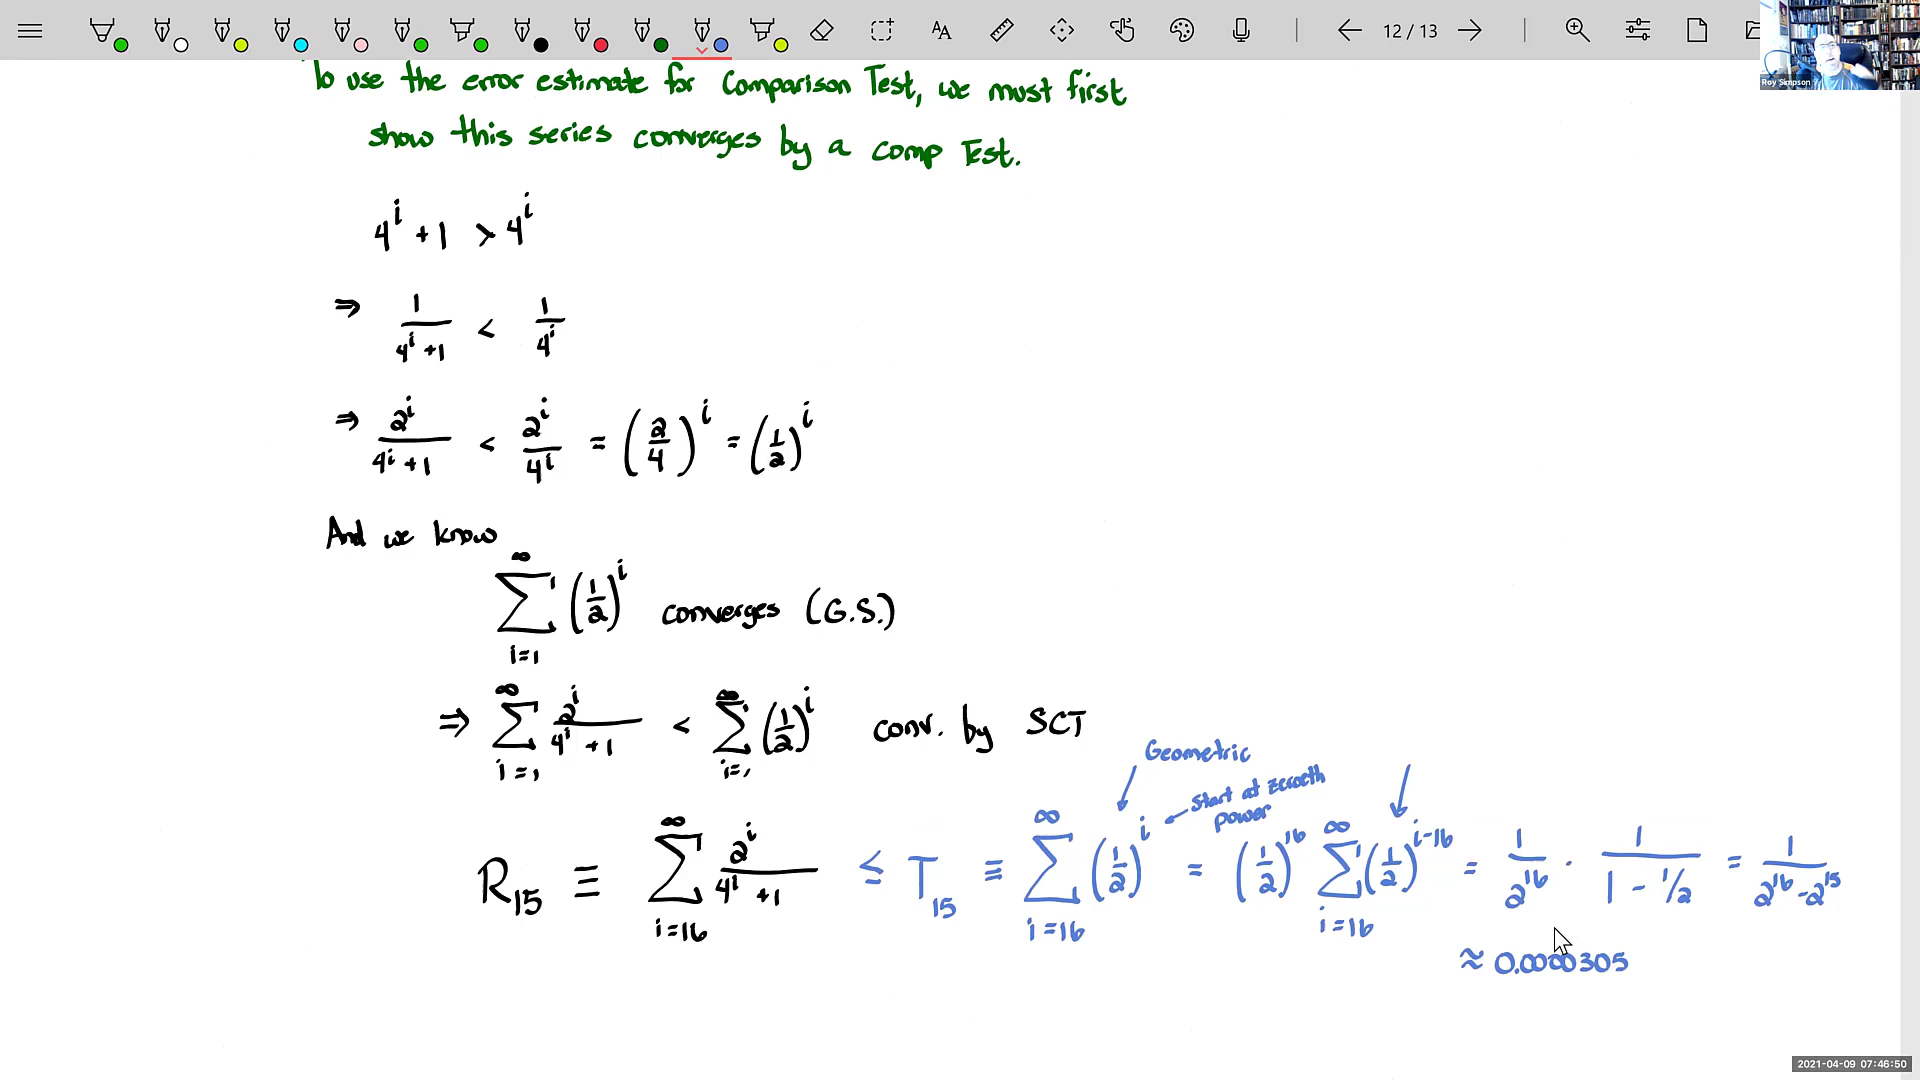 12 / 13
Roy Simpson
To use the error estimate for Comparison Test, we must first
show this series converges by a comp Test.
4^i + 1 > 4^i
⇒ 1/(4^i + 1) < 1/4^i
⇒ 2^i/(4^i + 1) < 2^i/4^i = (2/4)^i = (1/2)^i
And we know
∑_{i=1}^{∞} (1/2)^i converges (G.S.)
⇒ ∑_{i=1}^{∞} 2^i/(4^i + 1) < ∑_{i=1}^{∞} (1/2)^i conv. by SCT
Geometric
Start at zeroeth
power
R_15 ≡ ∑_{i=16}^{∞} 2^i/(4^i + 1) ≤ T_15 ≡ ∑_{i=16}^{∞} (1/2)^i = (1/2)^16 ∑_{i=16}^{∞} (1/2)^{i-16} = 1/2^16 · 1/(1 - 1/2) = 1/(2^16 - 2^15)
≈ 0.0000305
2021-04-09 07:46:50